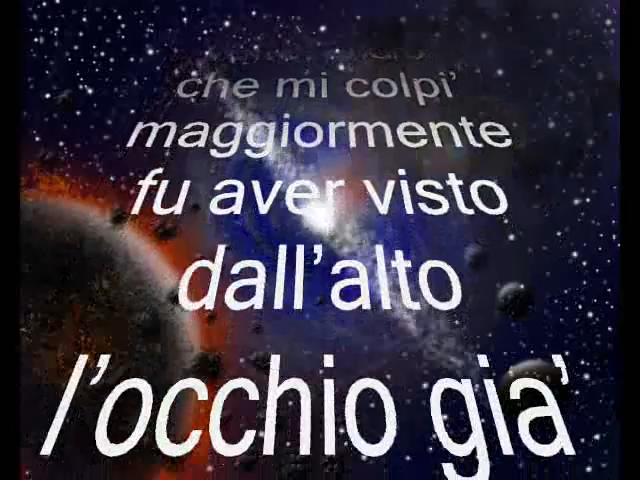 che mi colpi'
maggiormente
fu aver visto
dall'alto
l'occhio gia'